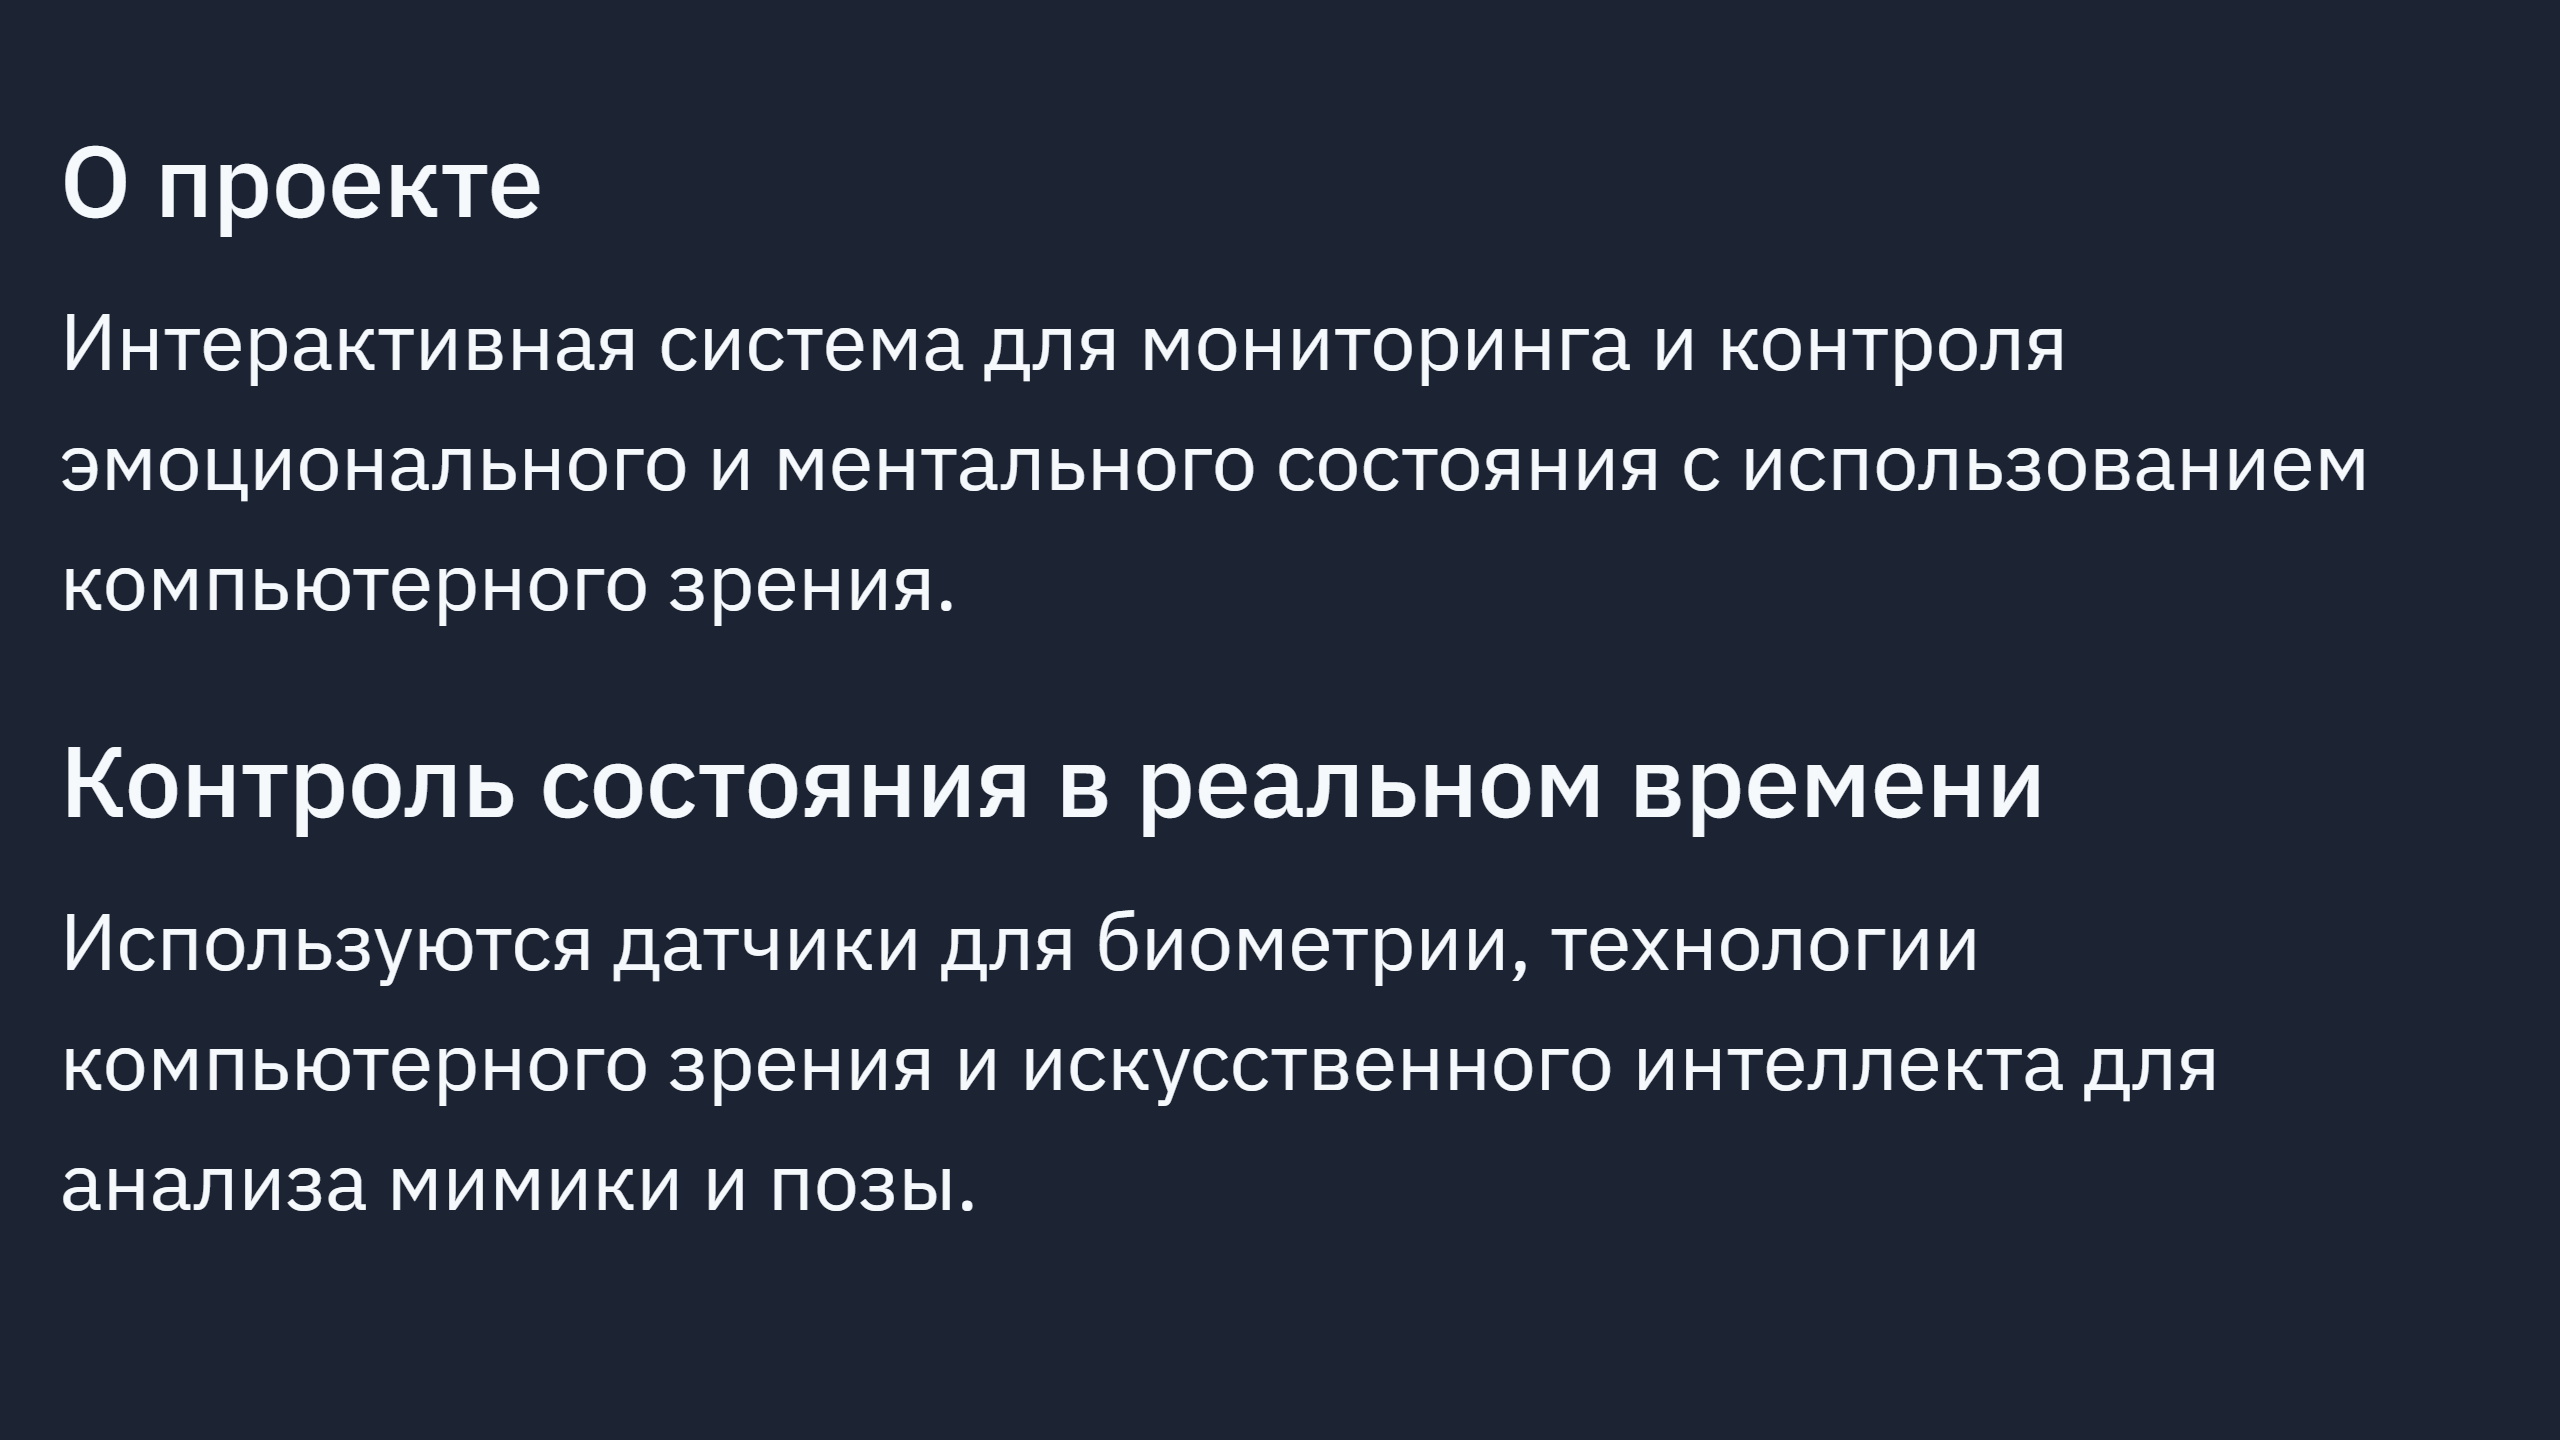 О проекте
Интерактивная система для мониторинга и контроля
эмоционального и ментального состояния с использованием
компьютерного зрения.
Контроль состояния в реальном времени
Используются датчики для биометрии, технологии
компьютерного зрения и искусственного интеллекта для
анализа мимики и позы.